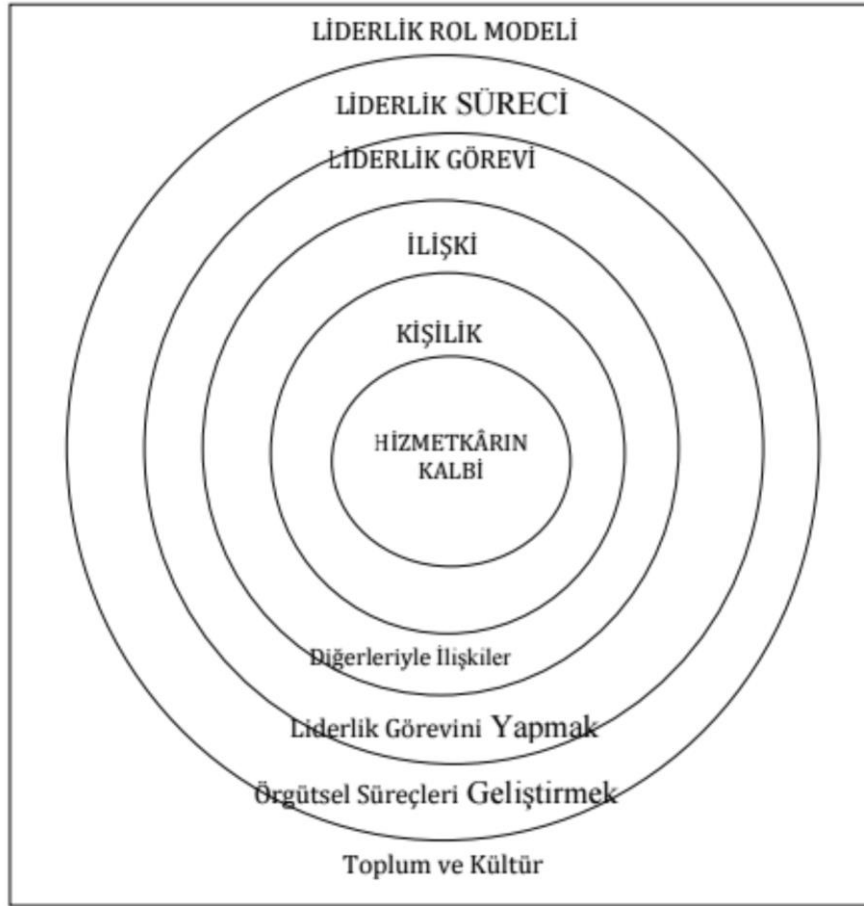 LİDERLİK ROL MODELİ
LİDERLİK SÜRECİ
LİDERLİK GÖREVİ
İLİŞKİ
KİŞİLİK
HİZMETKÂRIN
KALBİ
Diğerleriyle İlişkiler
Liderlik Görevini Yapmak
Örgütsel Süreçleri Geliştirmek
Toplum ve Kültür